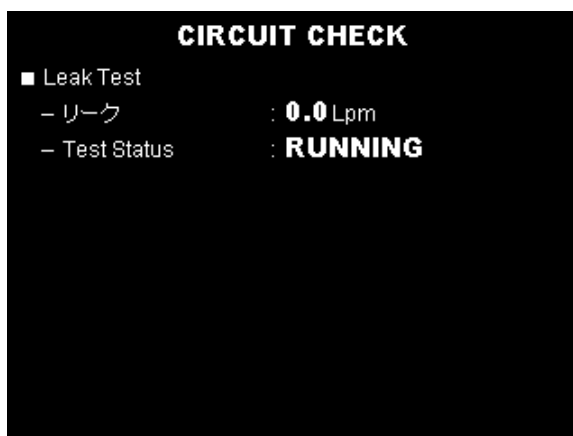 CIRCUIT CHECK
■ Leak Test
– リーク : 0.0 Lpm
– Test Status : RUNNING